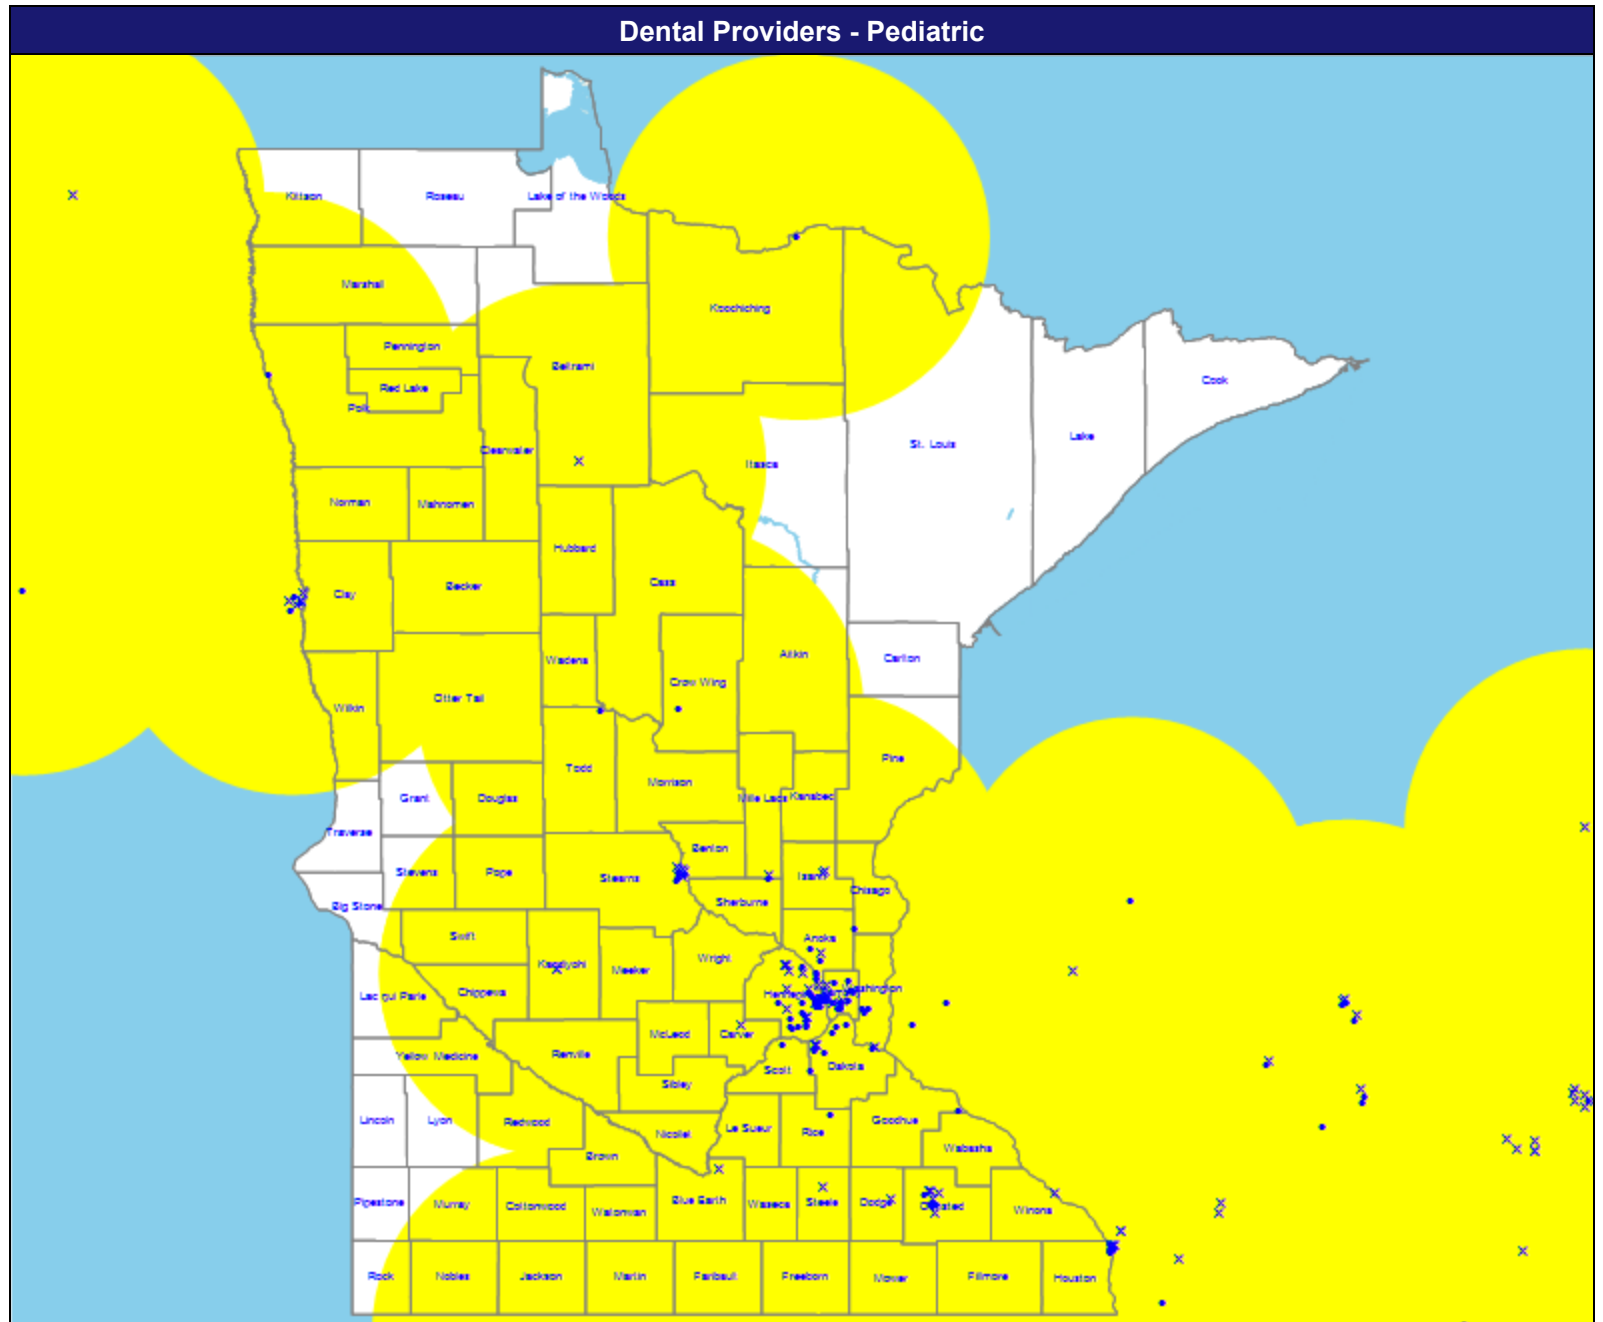 Dental Providers - Pediatric
Kittson
Roseau
Lake of the Woods
Marshall
Koochiching
Pennington
Beltrami
Red Lake
Cook
Polk
St. Louis
Lake
Clearwater
Itasca
Norman
Mahnomen
Hubbard
Cass
Clay
Becker
Aitkin
Carlton
Wadena
Crow Wing
Otter Tail
Wilkin
Pine
Todd
Morrison
Grant
Douglas
Mille Lacs
Kanabec
Traverse
Benton
Stevens
Pope
Stearns
Isanti
Chisago
Big Stone
Sherburne
Swift
Anoka
Kandiyohi
Meeker
Wright
Lac qui Parle
Chippewa
Hennepin
Washington
McLeod
Carver
Yellow Medicine
Renville
Scott
Dakota
Sibley
Lincoln
Lyon
Redwood
Nicollet
Le Sueur
Rice
Goodhue
Brown
Wabasha
Pipestone
Murray
Cottonwood
Watonwan
Blue Earth
Waseca
Steele
Dodge
Olmsted
Winona
Rock
Nobles
Jackson
Martin
Faribault
Freeborn
Mower
Fillmore
Houston